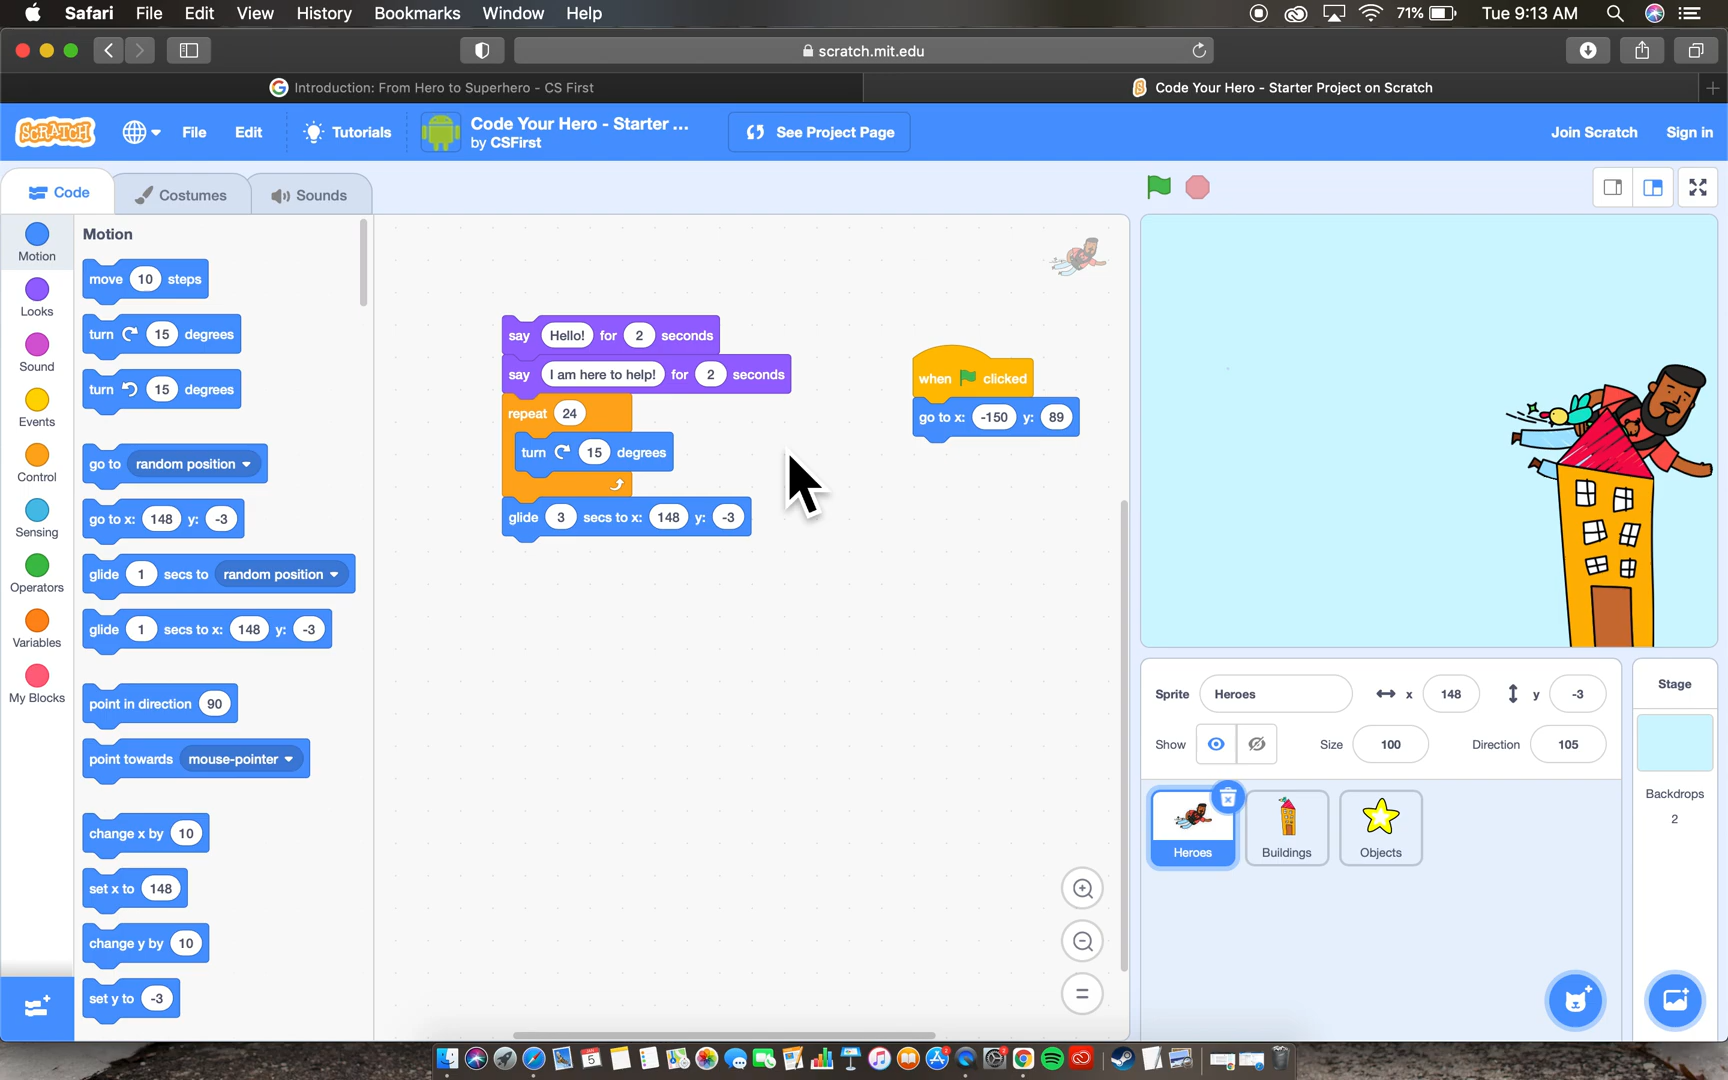 Safari File Edit View History Bookmarks Window Help 71% Tue 9:13 AM
scratch.mit.edu
Introduction: From Hero to Superhero - CS First
Code Your Hero - Starter Project on Scratch
SCRATCH File Edit Tutorials
Code Your Hero - Starter ...
by CSFirst
See Project Page
Join Scratch Sign in
Code Costumes Sounds
Motion
Looks
Sound
Events
Control
Sensing
Operators
Variables
My Blocks
Motion
move 10 steps
turn 15 degrees
turn 15 degrees
go to random position
go to x: 148 y: -3
glide 1 secs to random position
glide 1 secs to x: 148 y: -3
point in direction 90
point towards mouse-pointer
change x by 10
set x to 148
change y by 10
set y to -3
say Hello! for 2 seconds
say I am here to help! for 2 seconds
repeat 24
turn 15 degrees
glide 3 secs to x: 148 y: -3
when clicked
go to x: -150 y: 89
Sprite Heroes x 148 y -3
Show Size 100 Direction 105
Heroes
Buildings
Objects
Stage
Backdrops
2
5